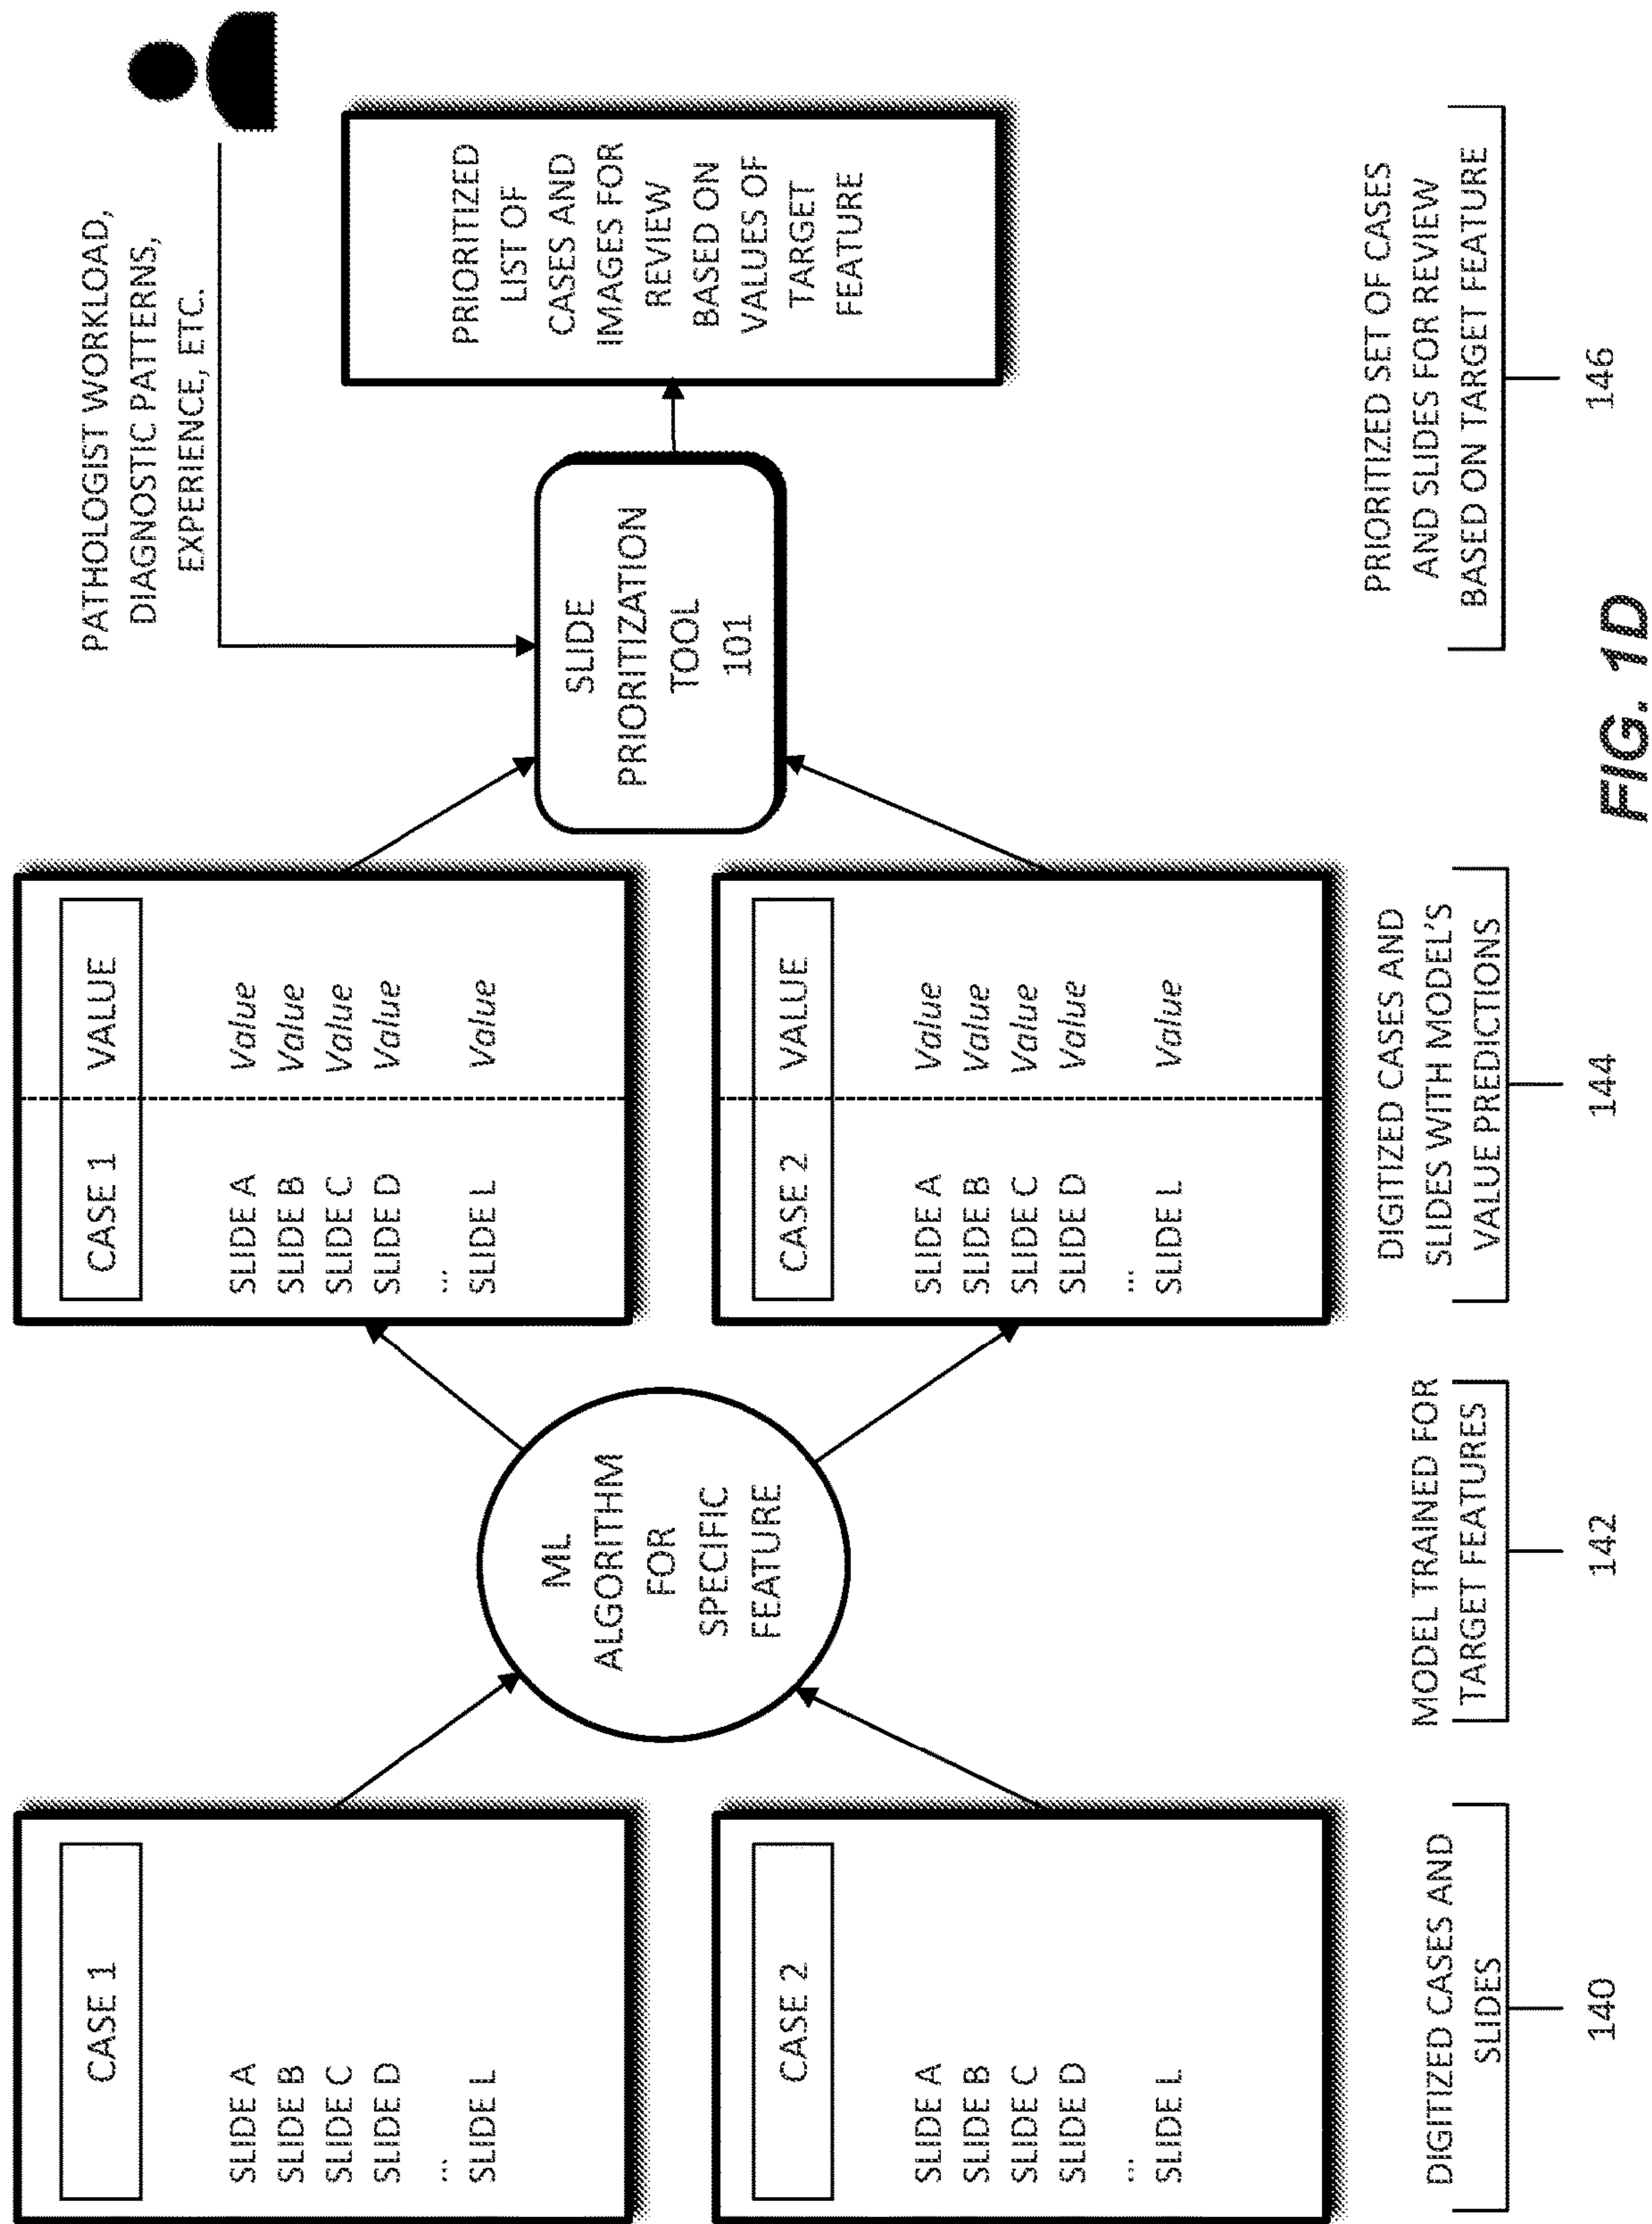 CASE 1
SLIDE A
SLIDE B
SLIDE C
SLIDE D
...
SLIDE L
CASE 2
SLIDE A
SLIDE B
SLIDE C
SLIDE D
...
SLIDE L
DIGITIZED CASES AND
SLIDES
140
ML
ALGORITHM
FOR
SPECIFIC
FEATURE
MODEL TRAINED FOR
TARGET FEATURES
142
CASE 1 VALUE
SLIDE A Value
SLIDE B Value
SLIDE C Value
SLIDE D Value
...
SLIDE L Value
CASE 2 VALUE
SLIDE A Value
SLIDE B Value
SLIDE C Value
SLIDE D Value
...
SLIDE L Value
DIGITIZED CASES AND
SLIDES WITH MODEL'S
VALUE PREDICTIONS
144
PATHOLOGIST WORKLOAD,
DIAGNOSTIC PATTERNS,
EXPERIENCE, ETC.
SLIDE
PRIORITIZATION
TOOL
101
PRIORITIZED
LIST OF
CASES AND
IMAGES FOR
REVIEW
BASED ON
VALUES OF
TARGET
FEATURE
PRIORITIZED SET OF CASES
AND SLIDES FOR REVIEW
BASED ON TARGET FEATURE
146
FIG. 1D